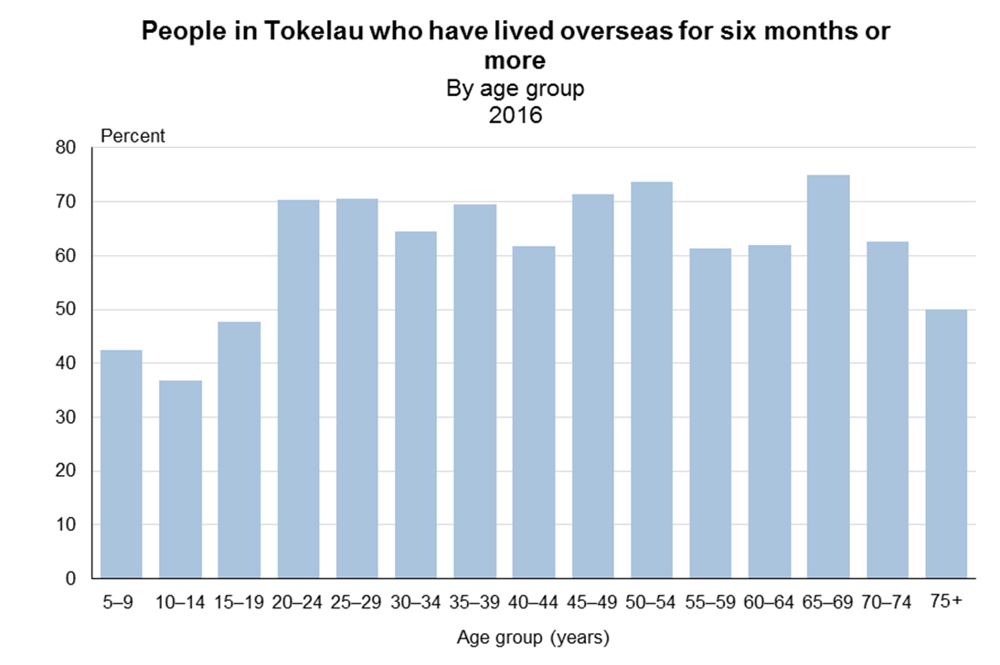 People in Tokelau who have lived overseas for six months or
more
By age group
2016
Percent
80
70
60
50
40
30
20
10
0
5–9 10–14 15–19 20–24 25–29 30–34 35–39 40–44 45–49 50–54 55–59 60–64 65–69 70–74 75+
Age group (years)